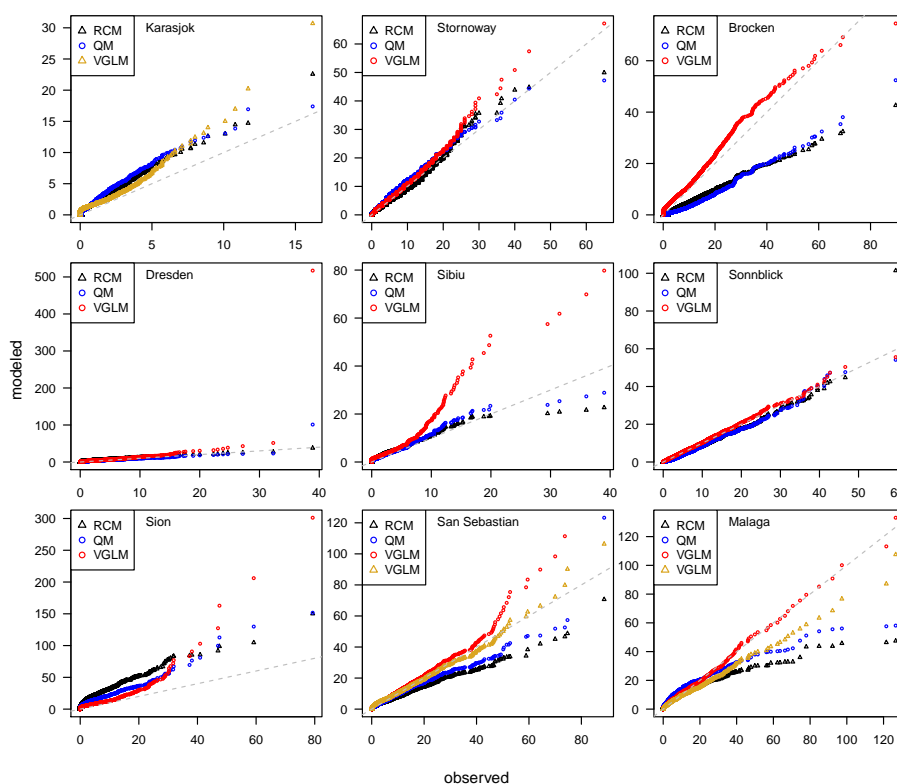 RCM
QM
VGLM
Karasjok
30
25
20
15
10
5
0
0 5 10 15
RCM
QM
VGLM
Stornoway
60
50
40
30
20
10
0
0 10 20 30 40 50 60
RCM
QM
VGLM
Brocken
60
40
20
0
0 20 40 60 80
RCM
QM
VGLM
Dresden
500
400
300
200
100
0
0 10 20 30 40
RCM
QM
VGLM
Sibiu
80
60
40
20
0
0 10 20 30 40
RCM
QM
VGLM
Sonnblick
100
80
60
40
20
0
0 10 20 30 40 50
RCM
QM
VGLM
Sion
300
250
200
150
100
50
0
0 20 40 60 80
RCM
QM
VGLM
VGLM
San Sebastian
120
100
80
60
40
20
0
0 20 40 60 80
RCM
QM
VGLM
VGLM
Malaga
120
100
80
60
40
20
0
0 20 40 60 80 100 120
modeled
observed